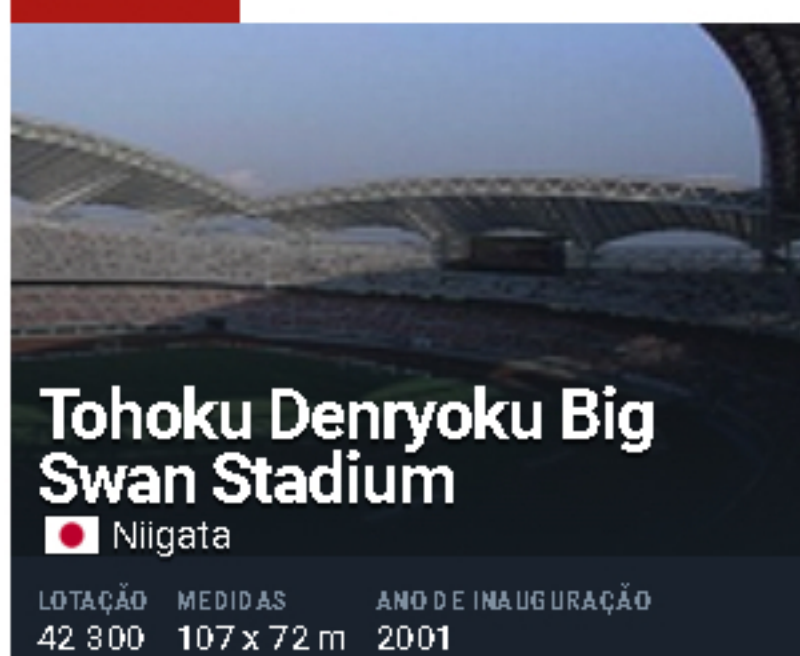 Tohoku Denryoku Big
Swan Stadium
Niigata
LOTAÇÃO MEDIDAS ANO DE INAUGURAÇÃO
42 300 107 x 72 m 2001